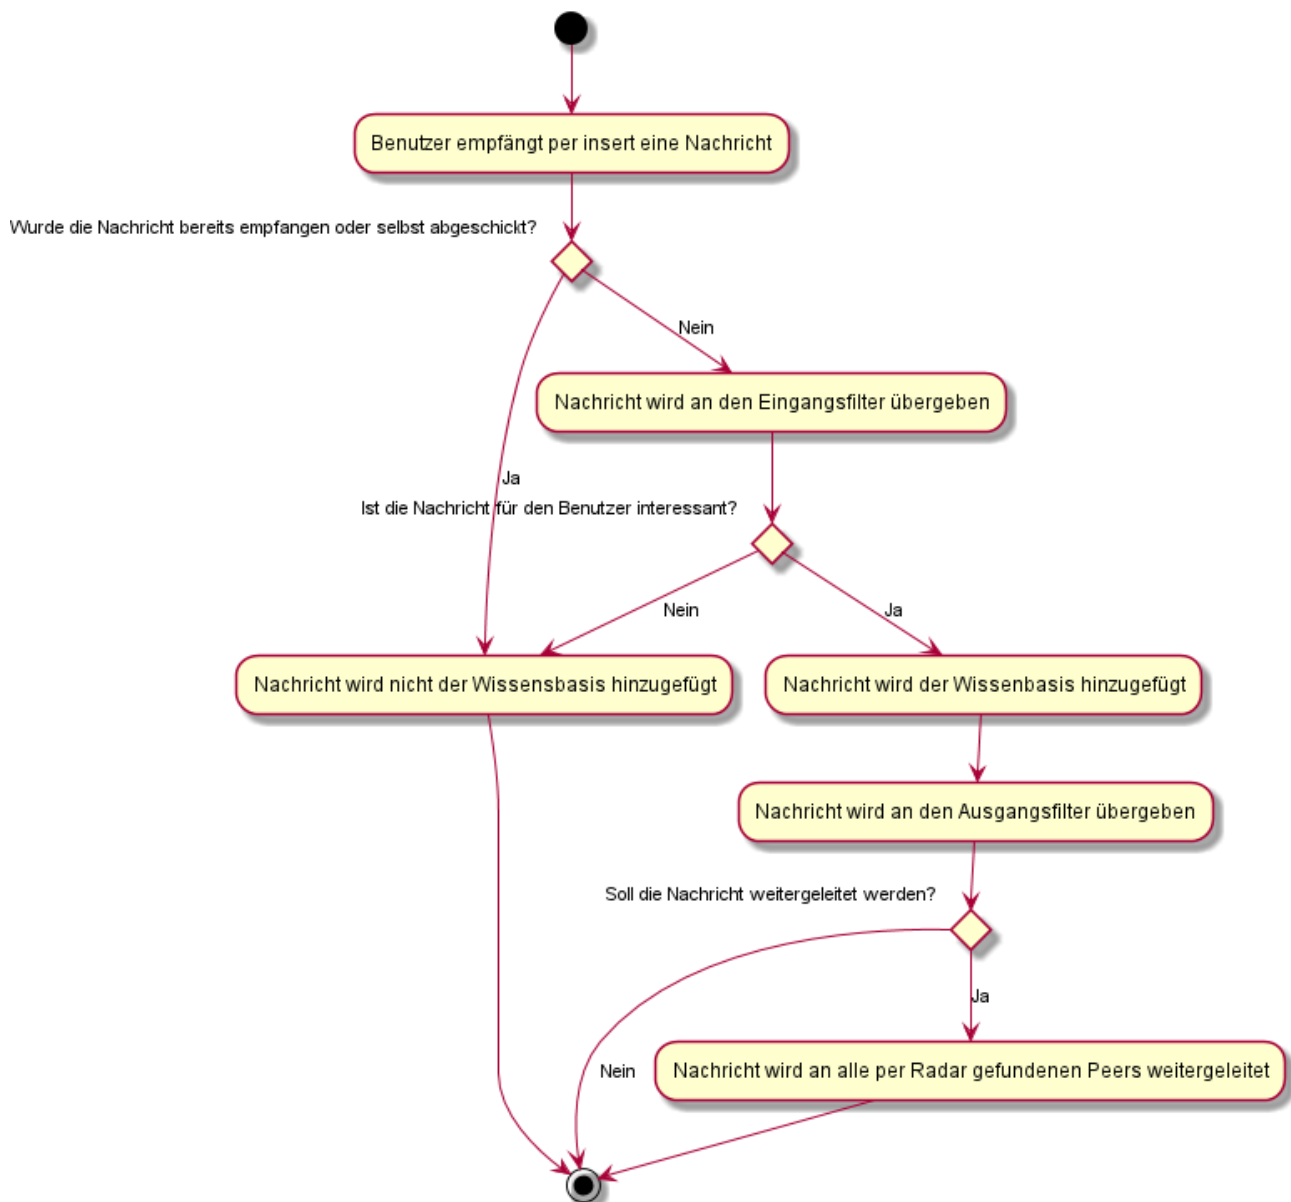 Benutzer empfängt per insert eine Nachricht
Wurde die Nachricht bereits empfangen oder selbst abgeschickt?
Nein
Nachricht wird an den Eingangsfilter übergeben
Ja
Ist die Nachricht für den Benutzer interessant?
Nein
Ja
Nachricht wird nicht der Wissensbasis hinzugefügt
Nachricht wird der Wissenbasis hinzugefügt
Nachricht wird an den Ausgangsfilter übergeben
Soll die Nachricht weitergeleitet werden?
Ja
Nein
Nachricht wird an alle per Radar gefundenen Peers weitergeleitet